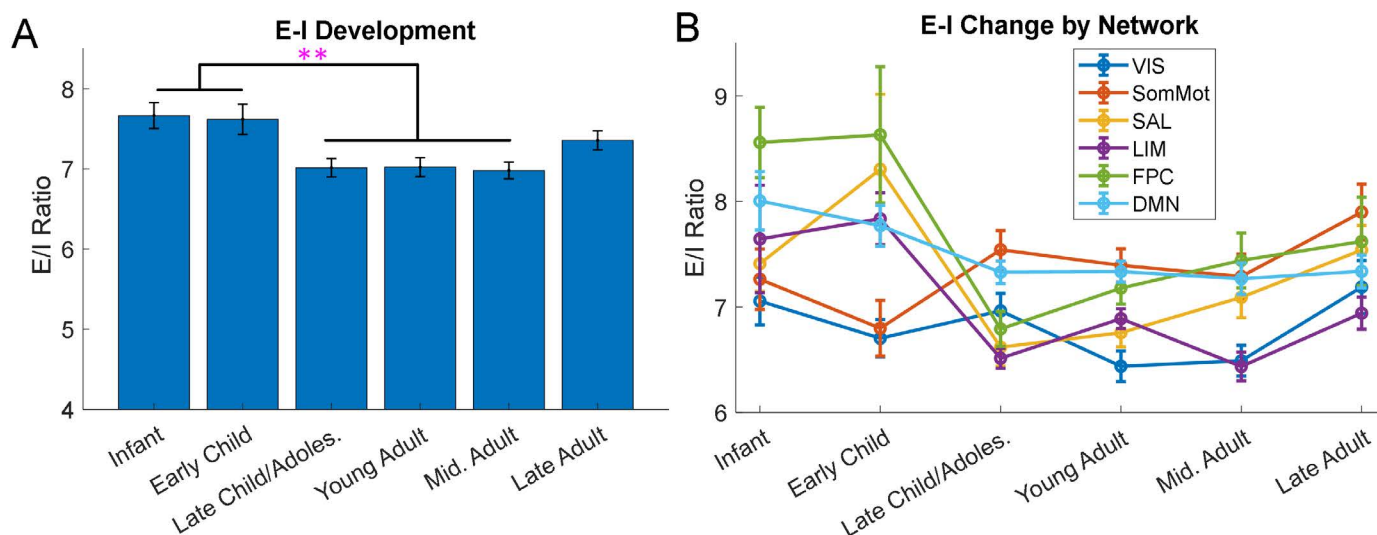 A
E-I Development
**
E/I Ratio
8
7
6
5
4
Infant
Early Child
Late Child/Adoles.
Young Adult
Mid. Adult
Late Adult
B
E-I Change by Network
E/I Ratio
9
8
7
6
VIS
SomMot
SAL
LIM
FPC
DMN
Infant
Early Child
Late Child/Adoles.
Young Adult
Mid. Adult
Late Adult